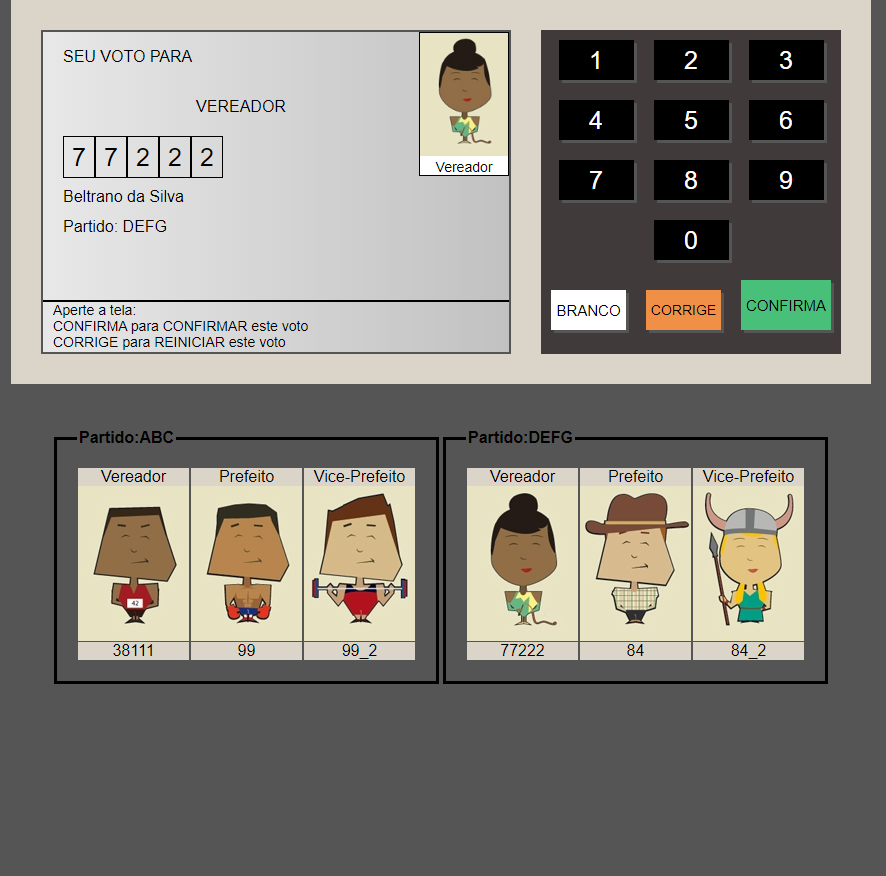 SEU VOTO PARA
VEREADOR
7 7 2 2 2
Beltrano da Silva
Partido: DEFG
Vereador
Aperte a tela:
CONFIRMA para CONFIRMAR este voto
CORRIGE para REINICIAR este voto
1 2 3
4 5 6
7 8 9
0
BRANCO CORRIGE CONFIRMA
Partido:ABC
Vereador Prefeito Vice-Prefeito
42
38111 99 99_2
Partido:DEFG
Vereador Prefeito Vice-Prefeito
77222 84 84_2